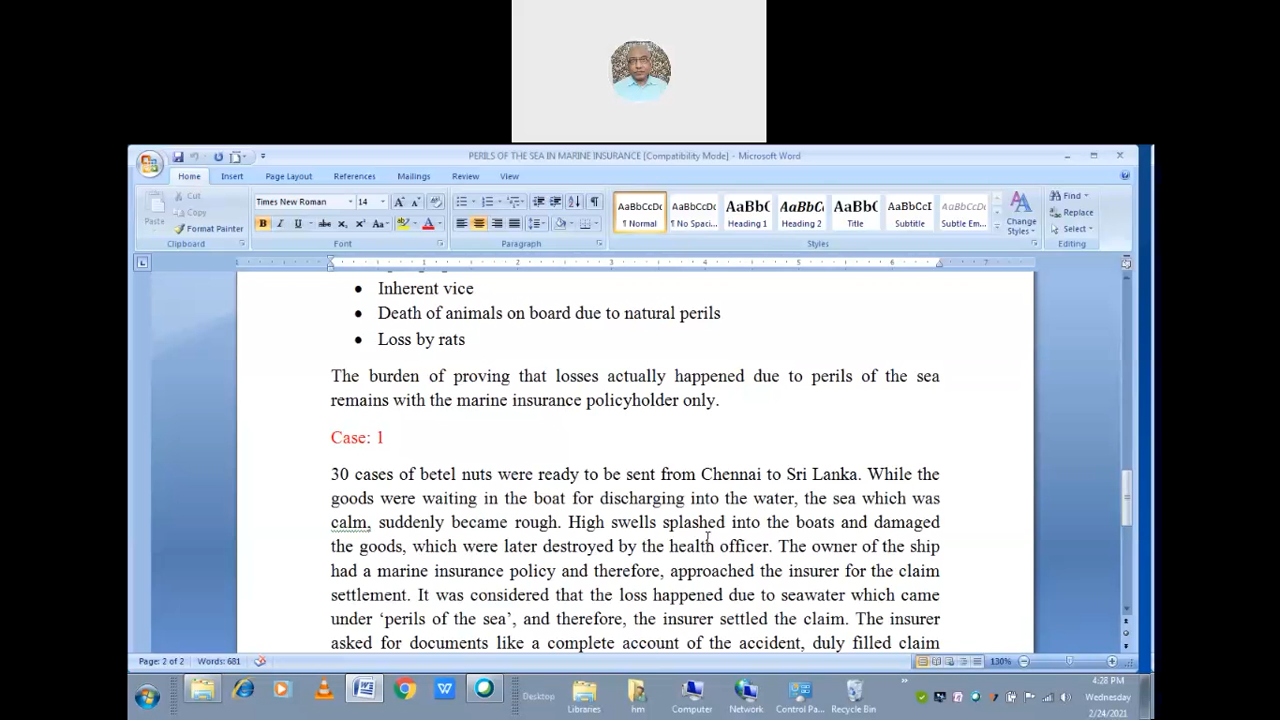 PERILS OF THE SEA IN MARINE INSURANCE [Compatibility Mode] - Microsoft Word
Home Insert Page Layout References Mailings Review View
Cut
Copy
Format Painter
Paste
Clipboard
Times New Roman 14
Font
Paragraph
AaBbCcDc AaBbCcDc AaBbC AaBbCc AaBbC AaBbCcI AaBbCcDc
¶ Normal ¶ No Spaci... Heading 1 Heading 2 Title Subtitle Subtle Em...
Change Styles
Styles
Find
Replace
Select
Editing
Inherent vice
Death of animals on board due to natural perils
Loss by rats
The burden of proving that losses actually happened due to perils of the sea
remains with the marine insurance policyholder only.
Case: 1
30 cases of betel nuts were ready to be sent from Chennai to Sri Lanka. While the
goods were waiting in the boat for discharging into the water, the sea which was
calm, suddenly became rough. High swells splashed into the boats and damaged
the goods, which were later destroyed by the health officer. The owner of the ship
had a marine insurance policy and therefore, approached the insurer for the claim
settlement. It was considered that the loss happened due to seawater which came
under ‘perils of the sea’, and therefore, the insurer settled the claim. The insurer
asked for documents like a complete account of the accident, duly filled claim
Page: 2 of 2 Words: 681 130%
Desktop Libraries hm Computer Network Control Pa... Recycle Bin
4:28 PM
Wednesday
2/24/2021